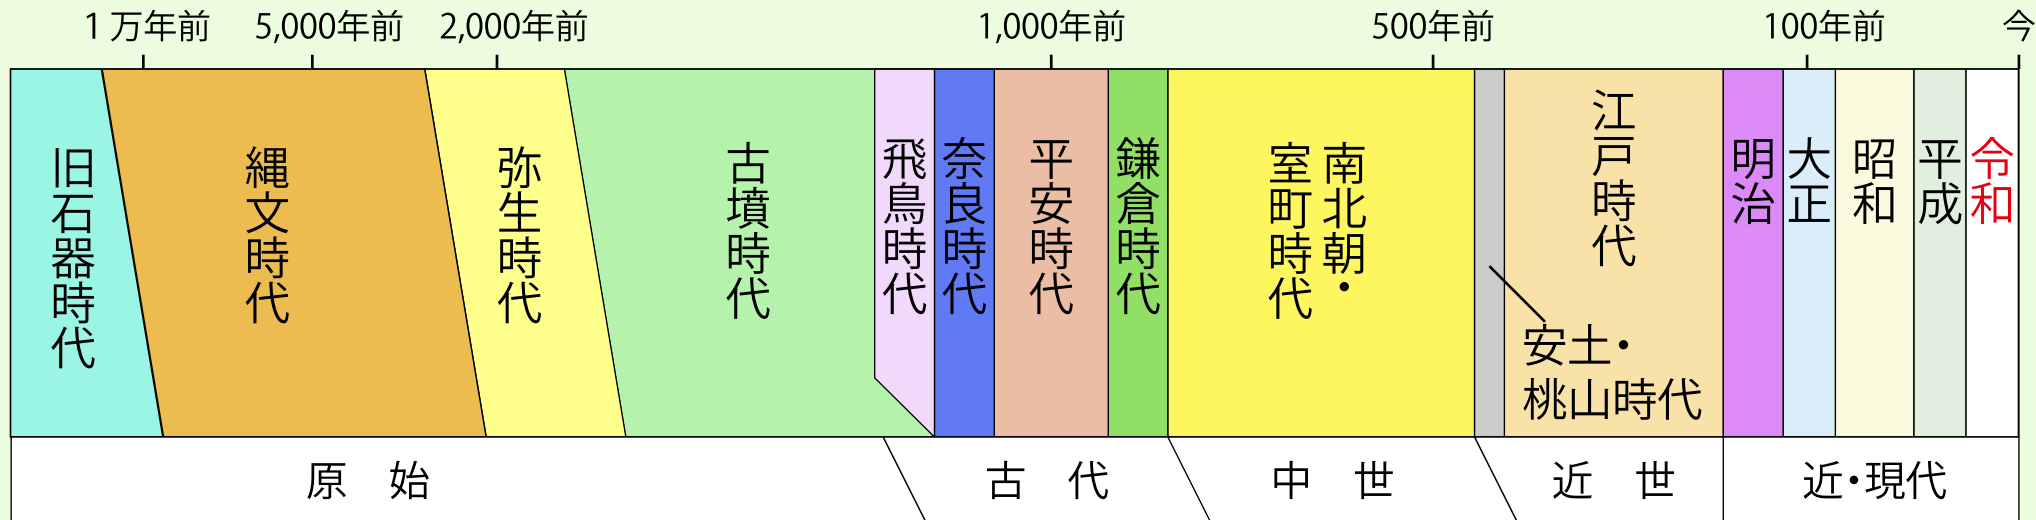 1万年前
5,000年前
2,000年前
1,000年前
500年前
100年前
今
旧石器時代
縄文時代
弥生時代
古墳時代
飛鳥時代
奈良時代
平安時代
鎌倉時代
南北朝・
室町時代
安土・
桃山時代
江戸時代
明治
大正
昭和
平成
令和
原　始
古　代
中　世
近　世
近・現代